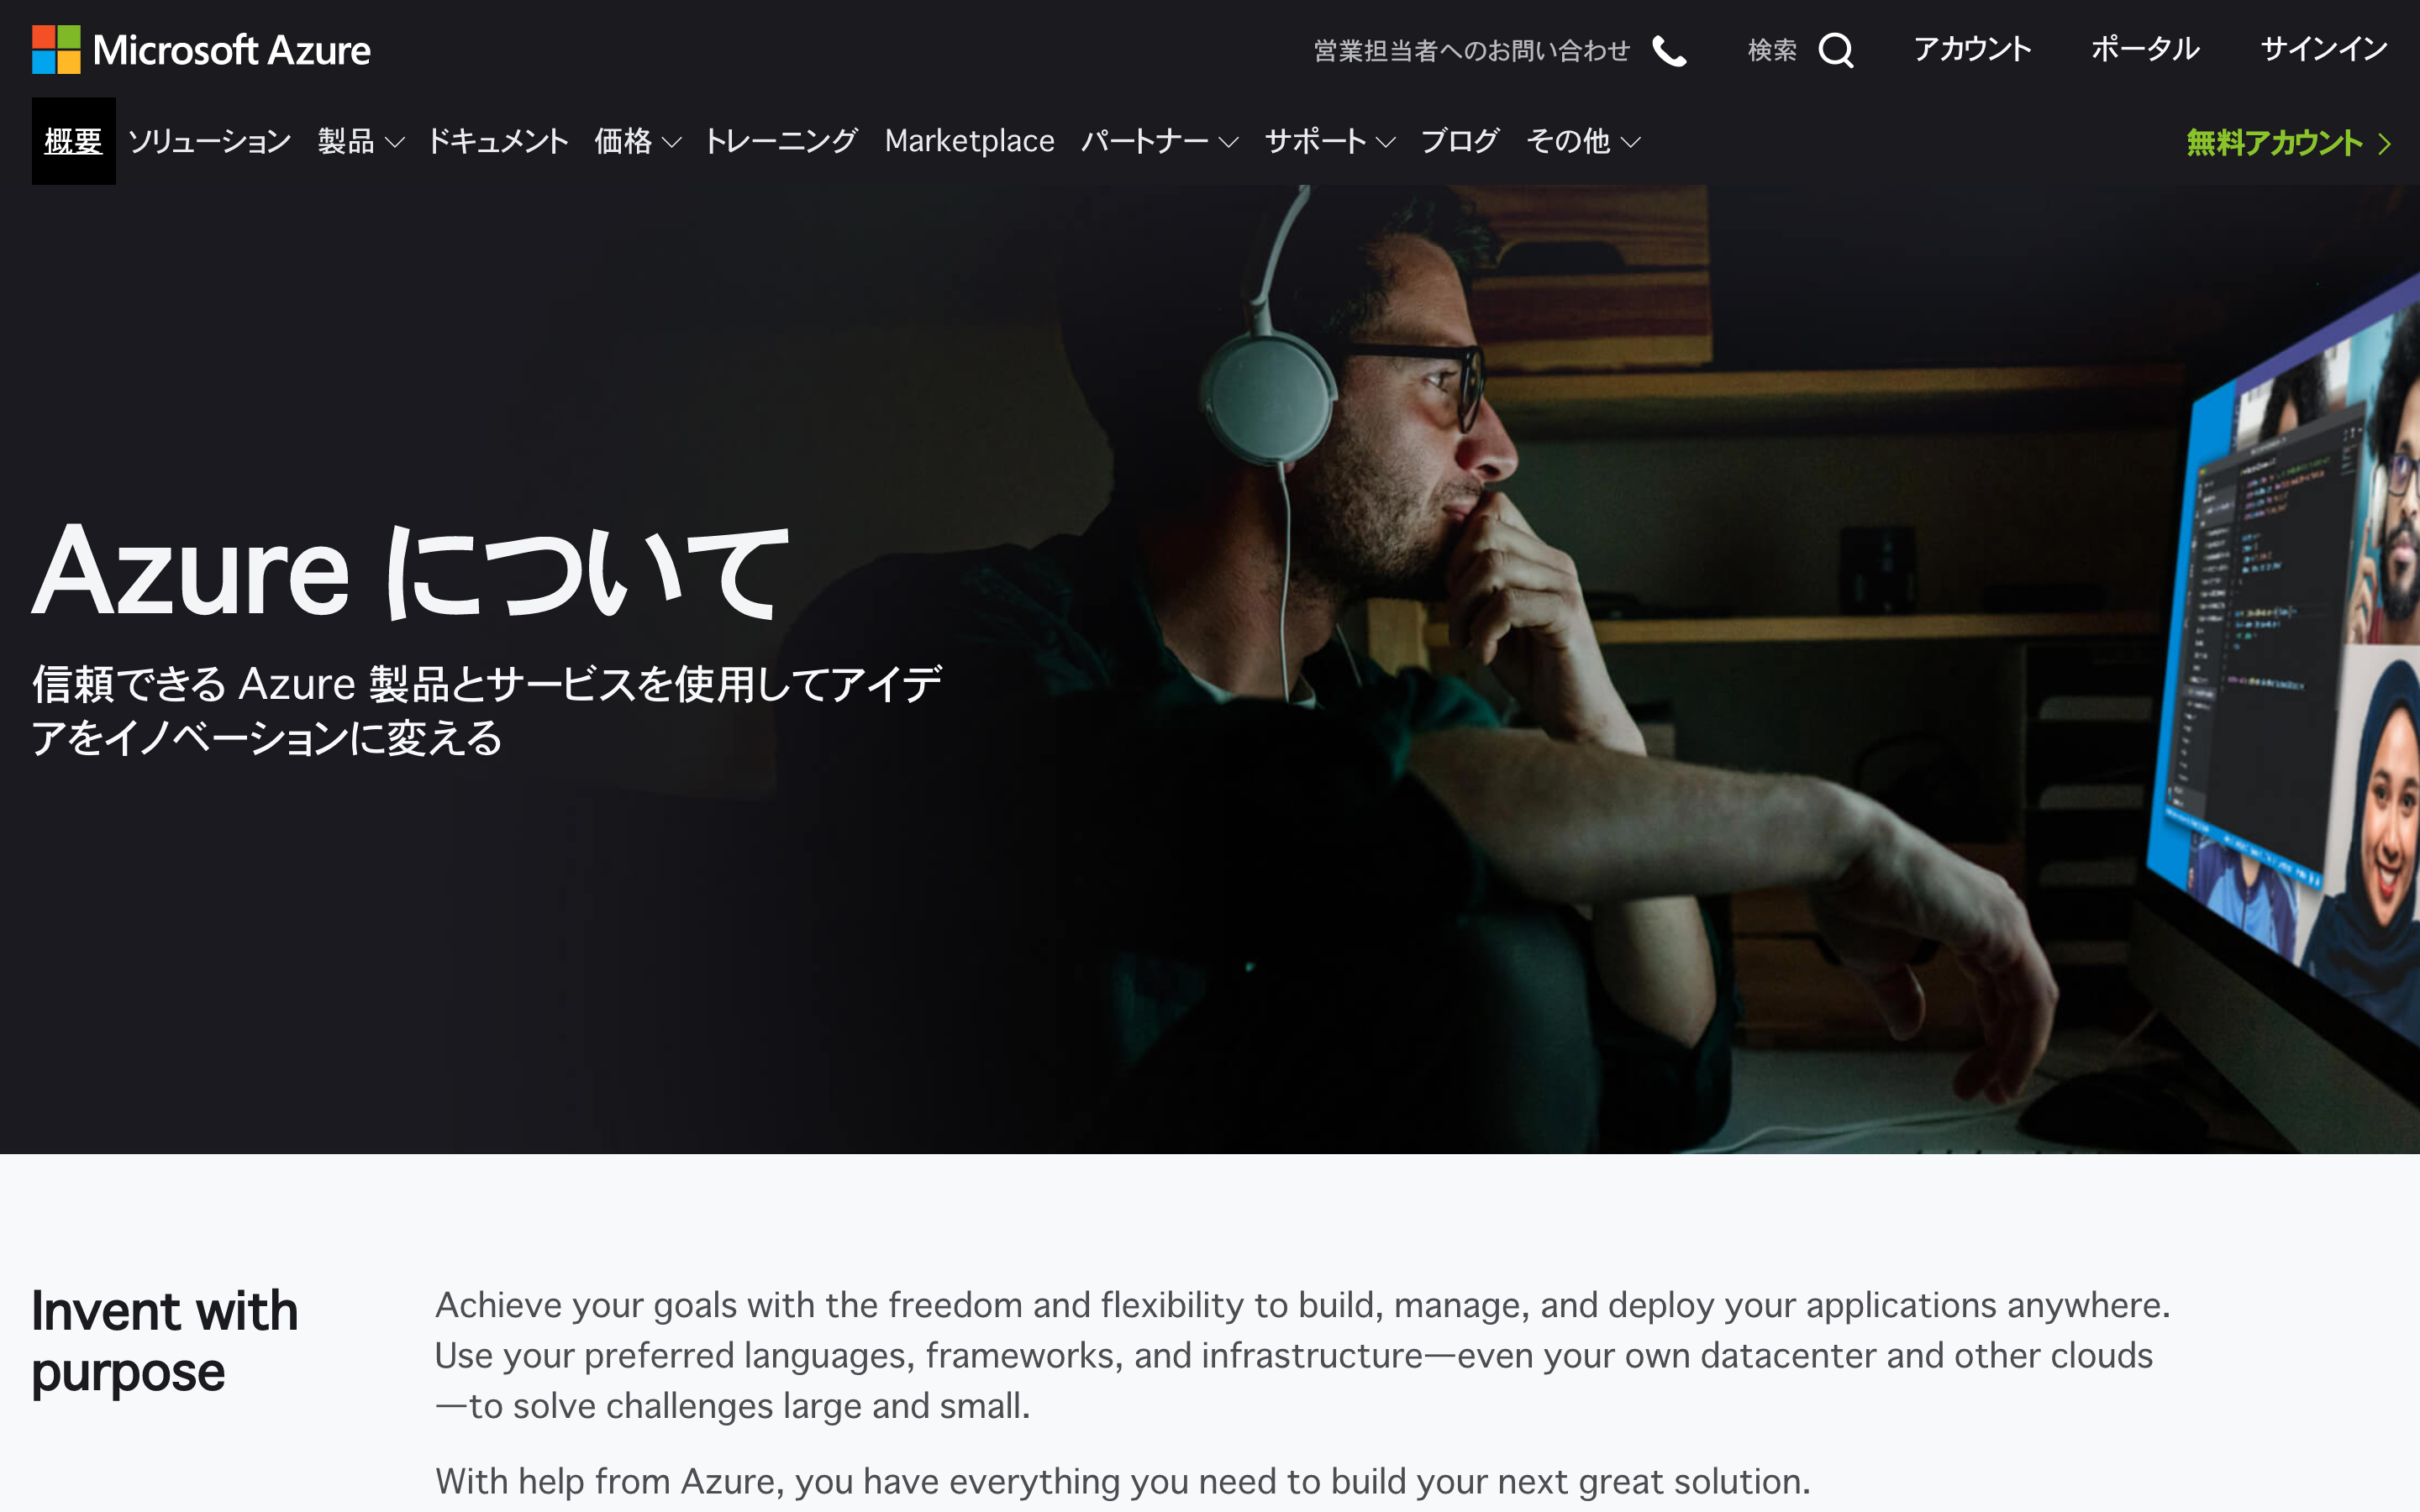 Microsoft Azure
営業担当者へのお問い合わせ
検索
アカウント
ポータル
サインイン
概要
ソリューション
製品
ドキュメント
価格
トレーニング
Marketplace
パートナー
サポート
ブログ
その他
無料アカウント
Azure について
信頼できる Azure 製品とサービスを使用してアイデ
アをイノベーションに変える
Invent with
purpose
Achieve your goals with the freedom and flexibility to build, manage, and deploy your applications anywhere.
Use your preferred languages, frameworks, and infrastructure—even your own datacenter and other clouds
—to solve challenges large and small.
With help from Azure, you have everything you need to build your next great solution.